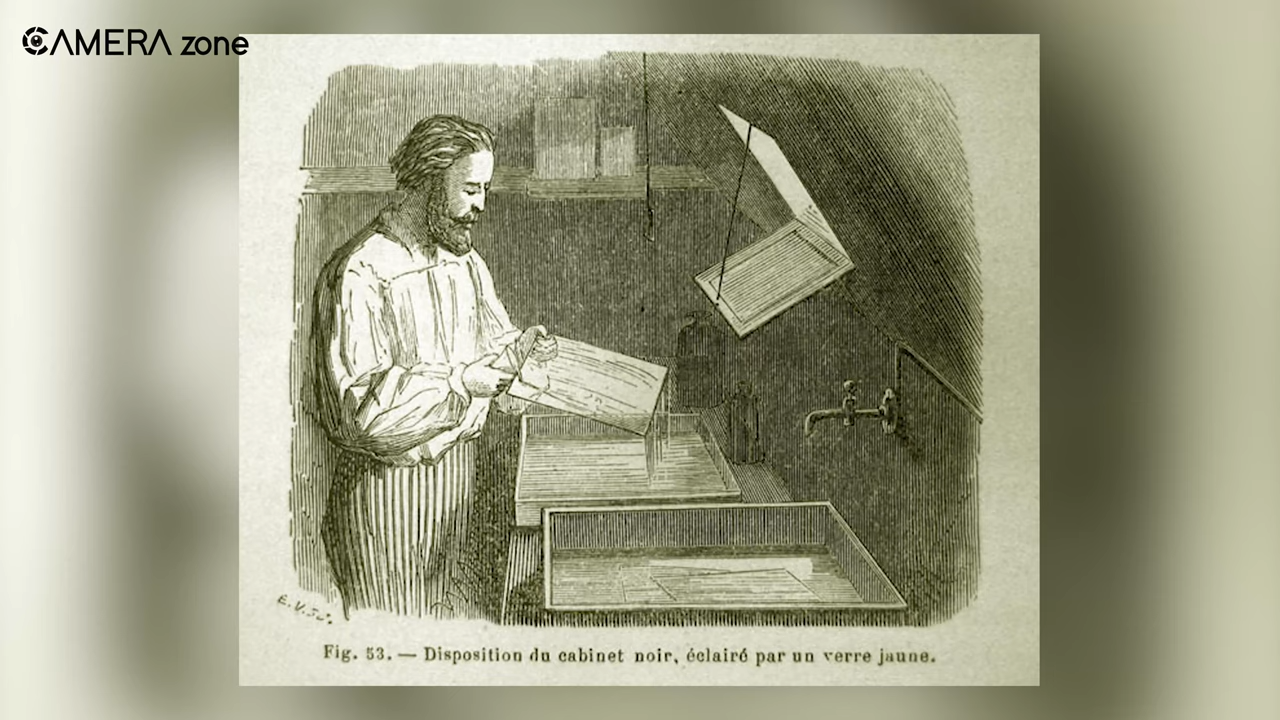 CAMERA zone
Fig. 53. — Disposition du cabinet noir, éclairé par un verre jaune.